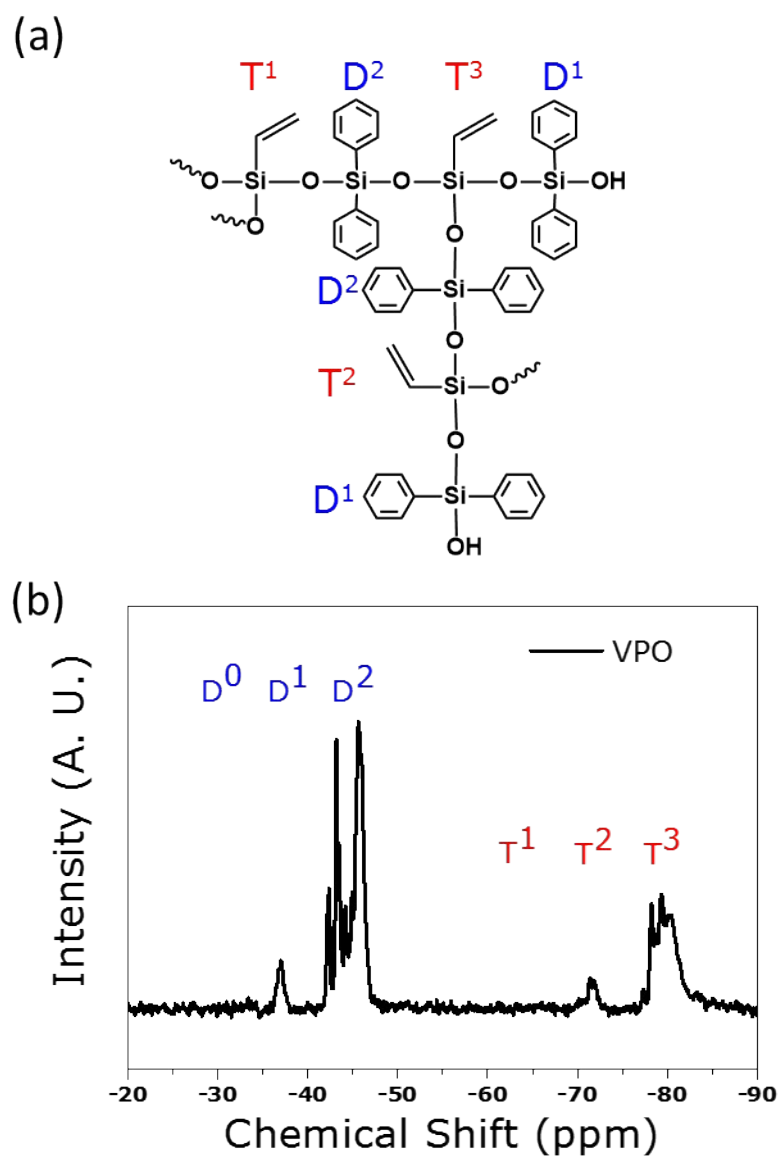 (a)
T¹ D² T³ D¹
O Si O Si O Si O Si OH
O O
D² Si
O
T² Si O
O
D¹ Si
OH
(b)
VPO
D⁰ D¹ D²
T¹ T² T³
Intensity (A. U.)
-20 -30 -40 -50 -60 -70 -80 -90
Chemical Shift (ppm)